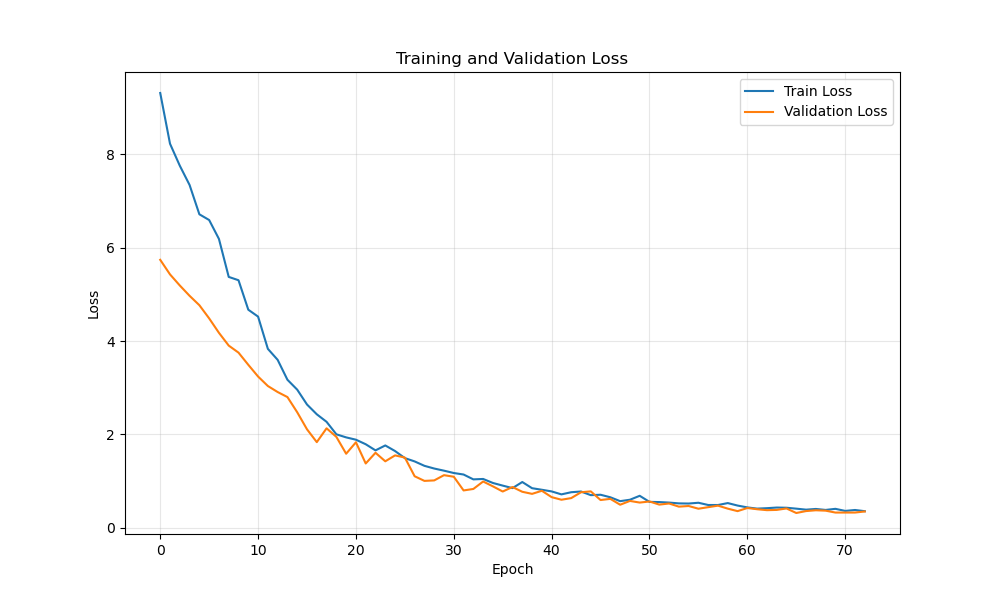 Training and Validation Loss
Train Loss
Validation Loss
8
6
4
2
0
Loss
0 10 20 30 40 50 60 70
Epoch